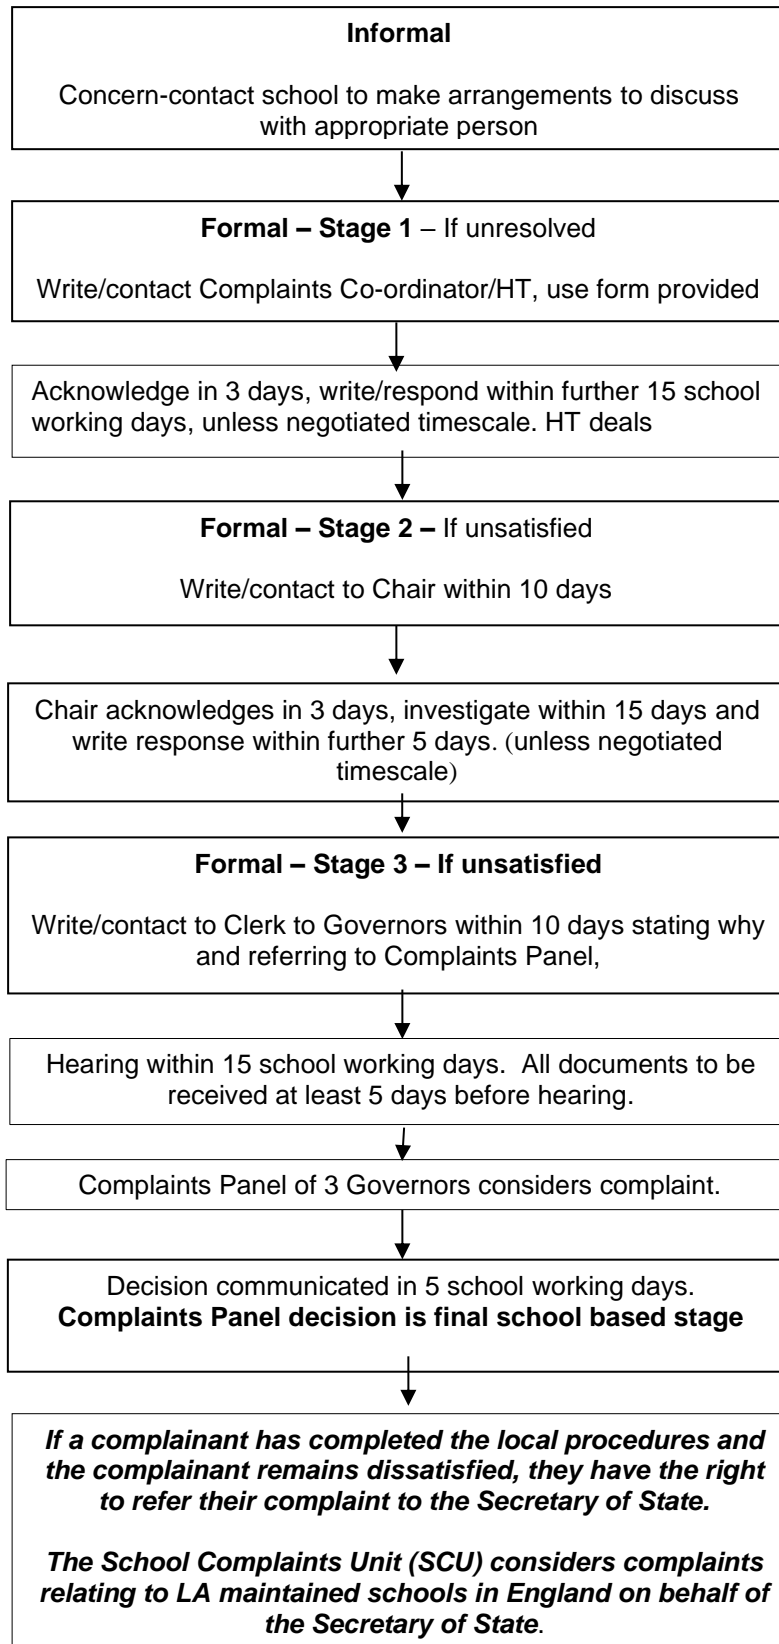 Informal
Concern-contact school to make arrangements to discuss
with appropriate person
Formal – Stage 1 – If unresolved
Write/contact Complaints Co-ordinator/HT, use form provided
Acknowledge in 3 days, write/respond within further 15 school
working days, unless negotiated timescale. HT deals
Formal – Stage 2 – If unsatisfied
Write/contact to Chair within 10 days
Chair acknowledges in 3 days, investigate within 15 days and
write response within further 5 days. (unless negotiated
timescale)
Formal – Stage 3 – If unsatisfied
Write/contact to Clerk to Governors within 10 days stating why
and referring to Complaints Panel,
Hearing within 15 school working days.  All documents to be
received at least 5 days before hearing.
Complaints Panel of 3 Governors considers complaint.
Decision communicated in 5 school working days.
Complaints Panel decision is final school based stage
If a complainant has completed the local procedures and
the complainant remains dissatisfied, they have the right
to refer their complaint to the Secretary of State.
The School Complaints Unit (SCU) considers complaints
relating to LA maintained schools in England on behalf of
the Secretary of State.